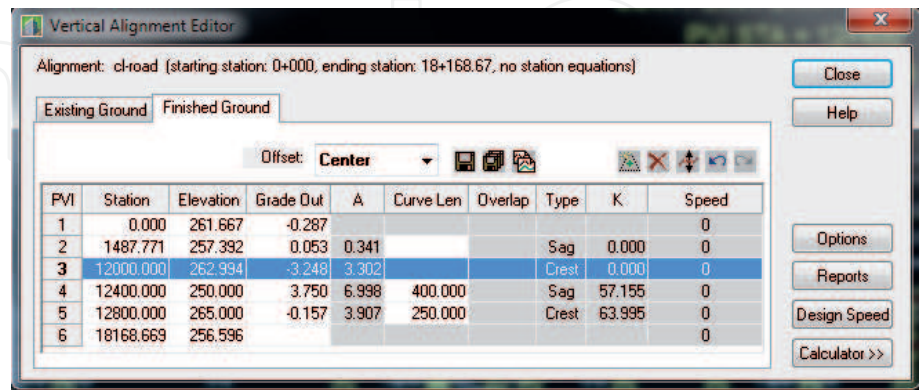 Vertical Alignment Editor
Alignment: cl-road (starting station: 0+000, ending station: 18+168.67, no station equations)
Close
Existing Ground Finished Ground
Help
Offset: Center
PVI Station Elevation Grade Out A Curve Len Overlap Type K Speed
1 0.000 261.667 -0.297 0
2 1487.771 257.392 0.053 0.341 Sag 0.000 0
3 12000.000 262.994 -3.248 3.302 Crest 0.000 0
4 12400.000 250.000 3.750 6.998 400.000 Sag 57.155 0
5 12800.000 265.000 -0.157 3.907 250.000 Crest 63.995 0
6 18168.669 256.596 0
Options
Reports
Design Speed
Calculator >>